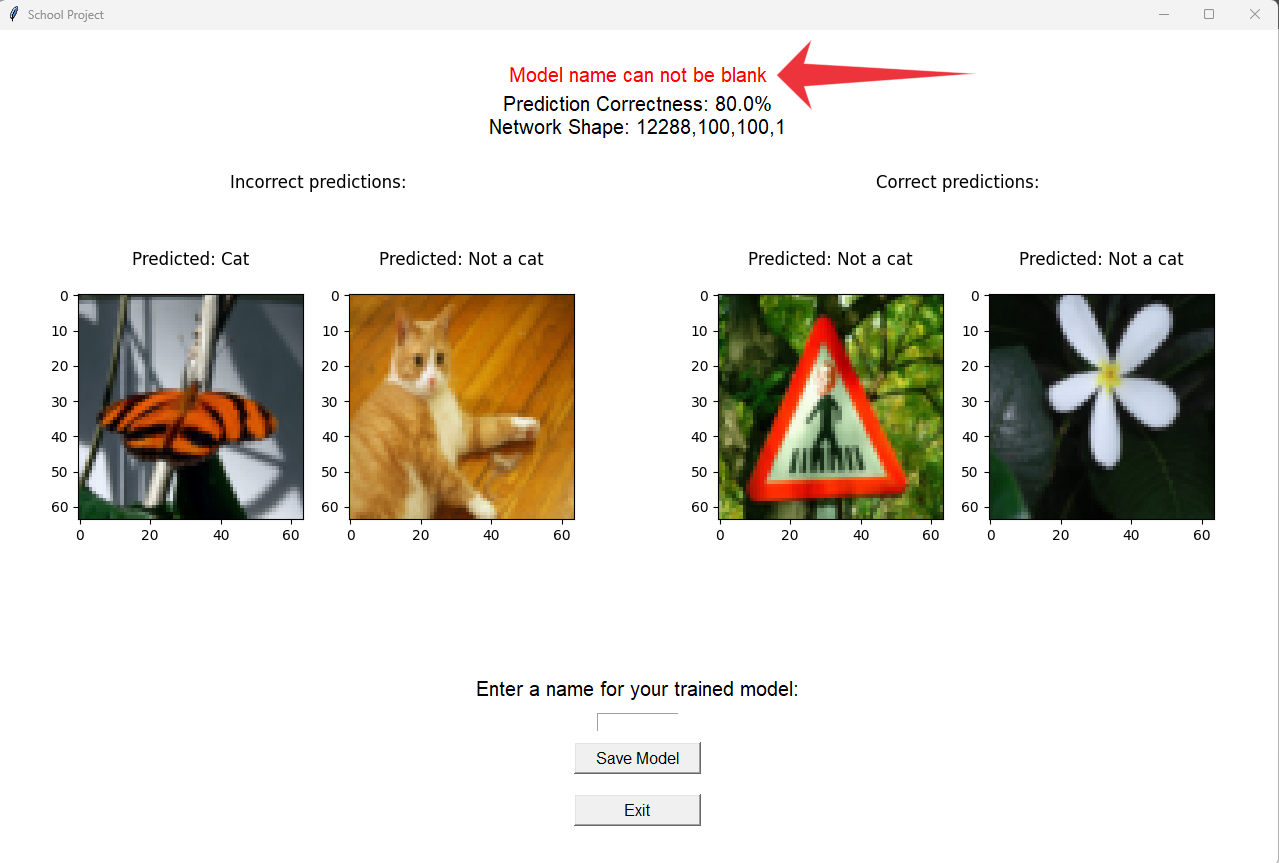 School Project
Model name can not be blank
Prediction Correctness: 80.0%
Network Shape: 12288,100,100,1
Incorrect predictions:
Correct predictions:
Predicted: Cat
Predicted: Not a cat
Predicted: Not a cat
Predicted: Not a cat
0
10
20
30
40
50
60
0 20 40 60
0
10
20
30
40
50
60
0 20 40 60
0
10
20
30
40
50
60
0 20 40 60
0
10
20
30
40
50
60
0 20 40 60
Enter a name for your trained model:
Save Model
Exit